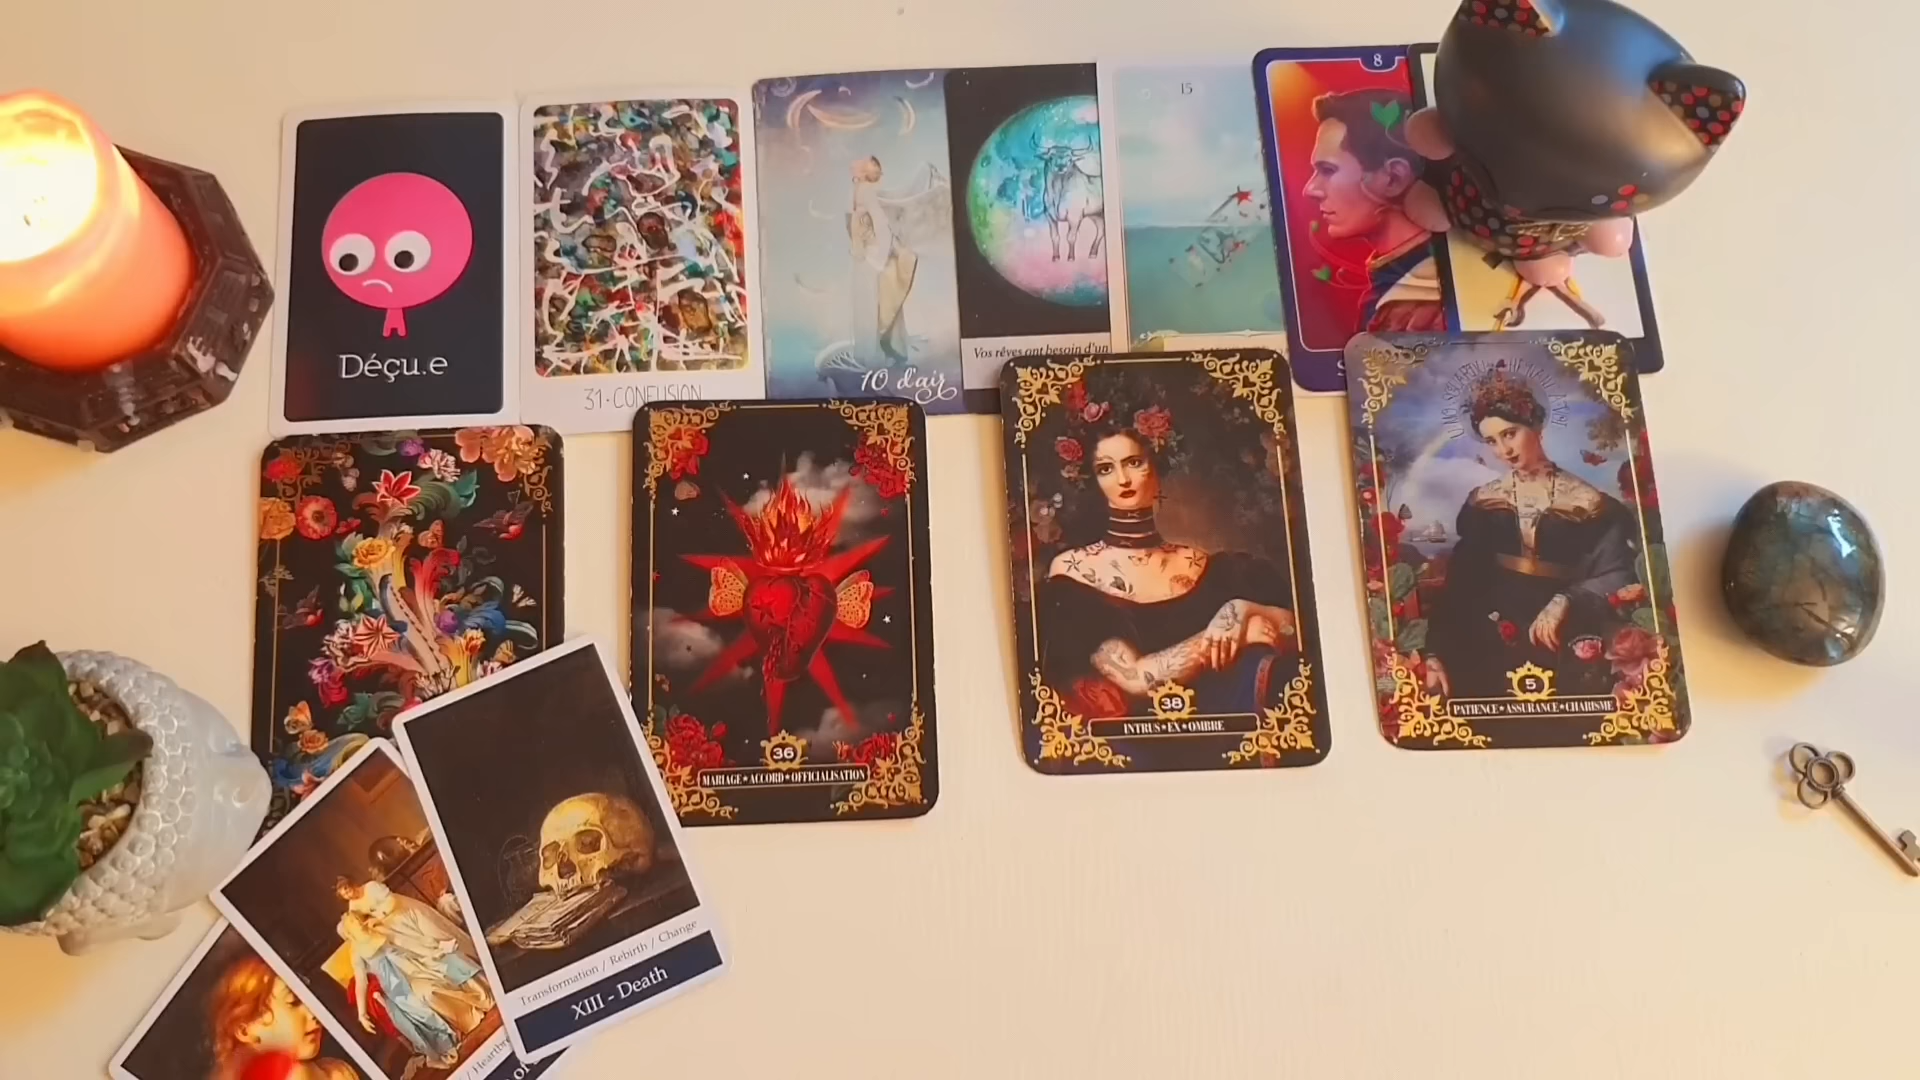 Déçu.e
31·CONFUSION
10 d'air
Vos rêves ont besoin d'un
15
8
36
MARIAGE★ACCORD★OFFICIALISATION
38
INTRUS★EX★OMBRE
5
PATIENCE★ASSURANCE★CHARISME
Transformation / Rebirth / Change
XIII - Death